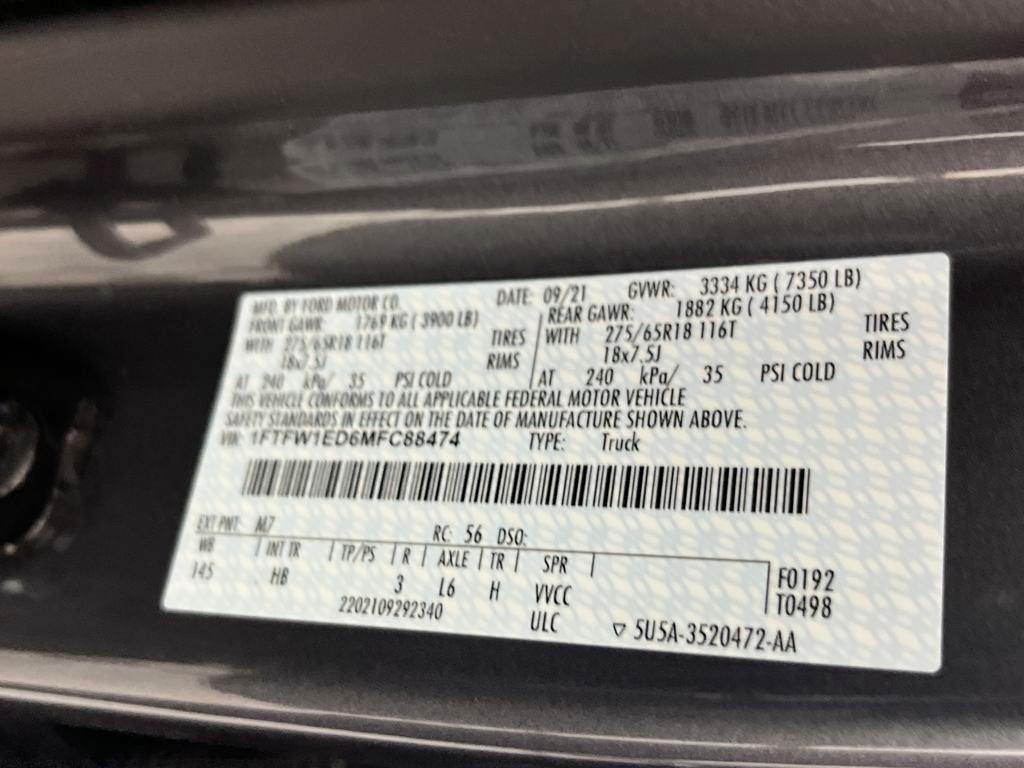 MFD. BY FORD MOTOR CO. DATE: 09/21 GVWR: 3334 KG ( 7350 LB)
FRONT GAWR: 1769 KG ( 3900 LB) REAR GAWR: 1882 KG ( 4150 LB)
WITH 275/65R18 116T TIRES WITH 275/65R18 116T TIRES
18x7.5J RIMS 18x7.5J RIMS
AT 240 kPa/ 35 PSI COLD AT 240 kPa/ 35 PSI COLD
THIS VEHICLE CONFORMS TO ALL APPLICABLE FEDERAL MOTOR VEHICLE
SAFETY STANDARDS IN EFFECT ON THE DATE OF MANUFACTURE SHOWN ABOVE.
VIN: 1FTFW1ED6MFC88474 TYPE: Truck
EXT PNT: M7 RC: 56 DSO:
WB INT TR TP/PS R AXLE TR SPR F0192
145 HB 3 L6 H VVCC T0498
2202109292340 ULC 5U5A-3520472-AA